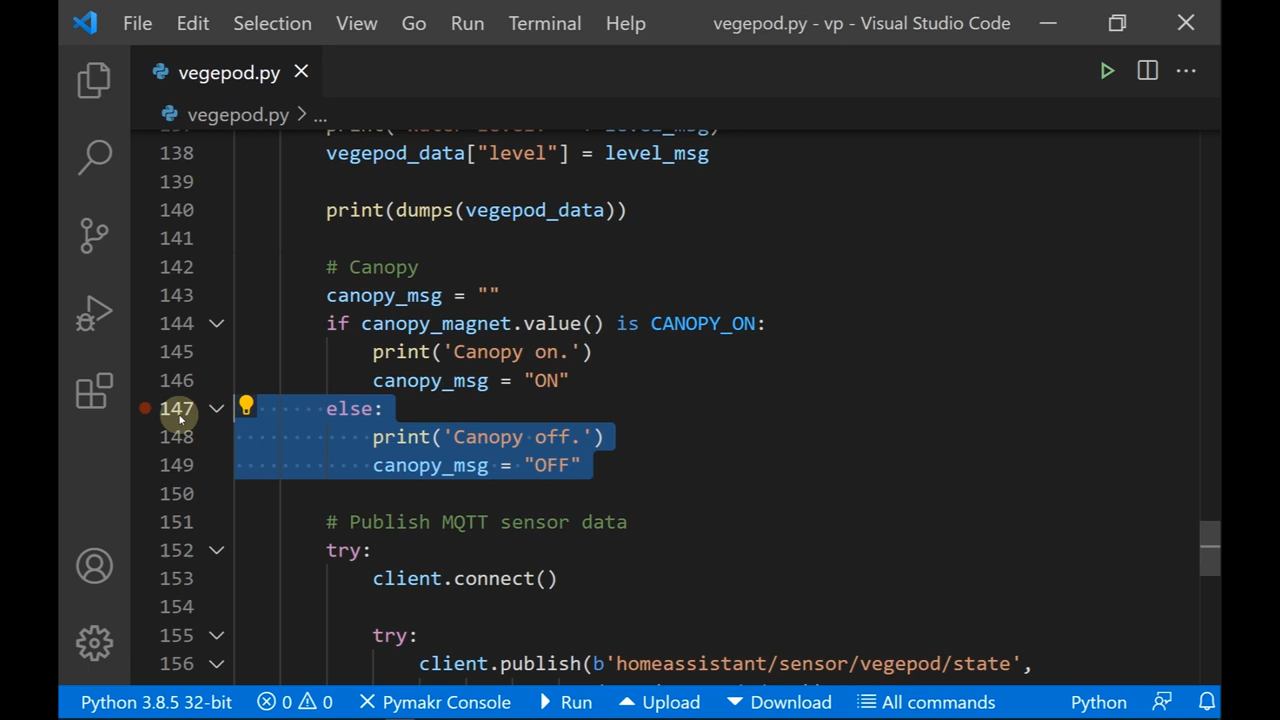 File Edit Selection View Go Run Terminal Help vegepod.py - vp - Visual Studio Code
vegepod.py
vegepod.py > ...
138 vegepod_data["level"] = level_msg
139
140 print(dumps(vegepod_data))
141
142 # Canopy
143 canopy_msg = ""
144 if canopy_magnet.value() is CANOPY_ON:
145 print('Canopy on.')
146 canopy_msg = "ON"
147 else:
148 print('Canopy off.')
149 canopy_msg = "OFF"
150
151 # Publish MQTT sensor data
152 try:
153 client.connect()
154
155 try:
156 client.publish(b'homeassistant/sensor/vegepod/state',
Python 3.8.5 32-bit 0 0 Pymakr Console Run Upload Download All commands Python